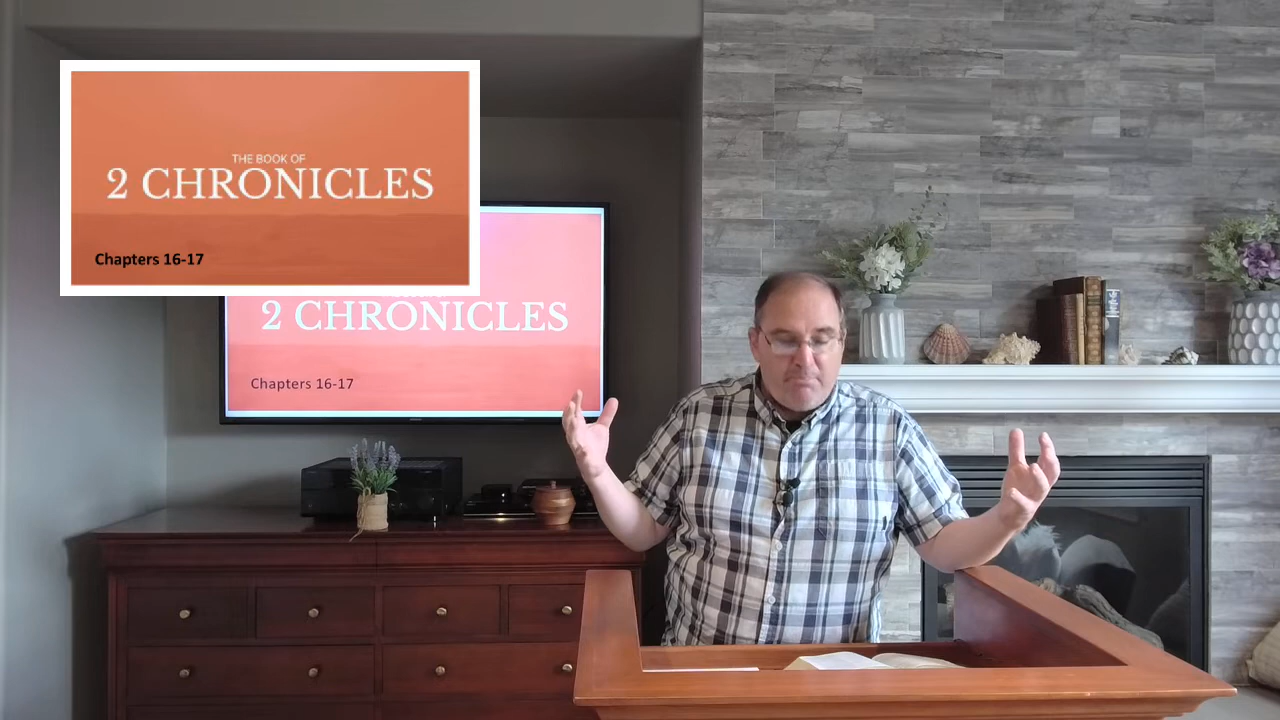 THE BOOK OF
2 CHRONICLES
Chapters 16-17
2 CHRONICLES
Chapters 16-17